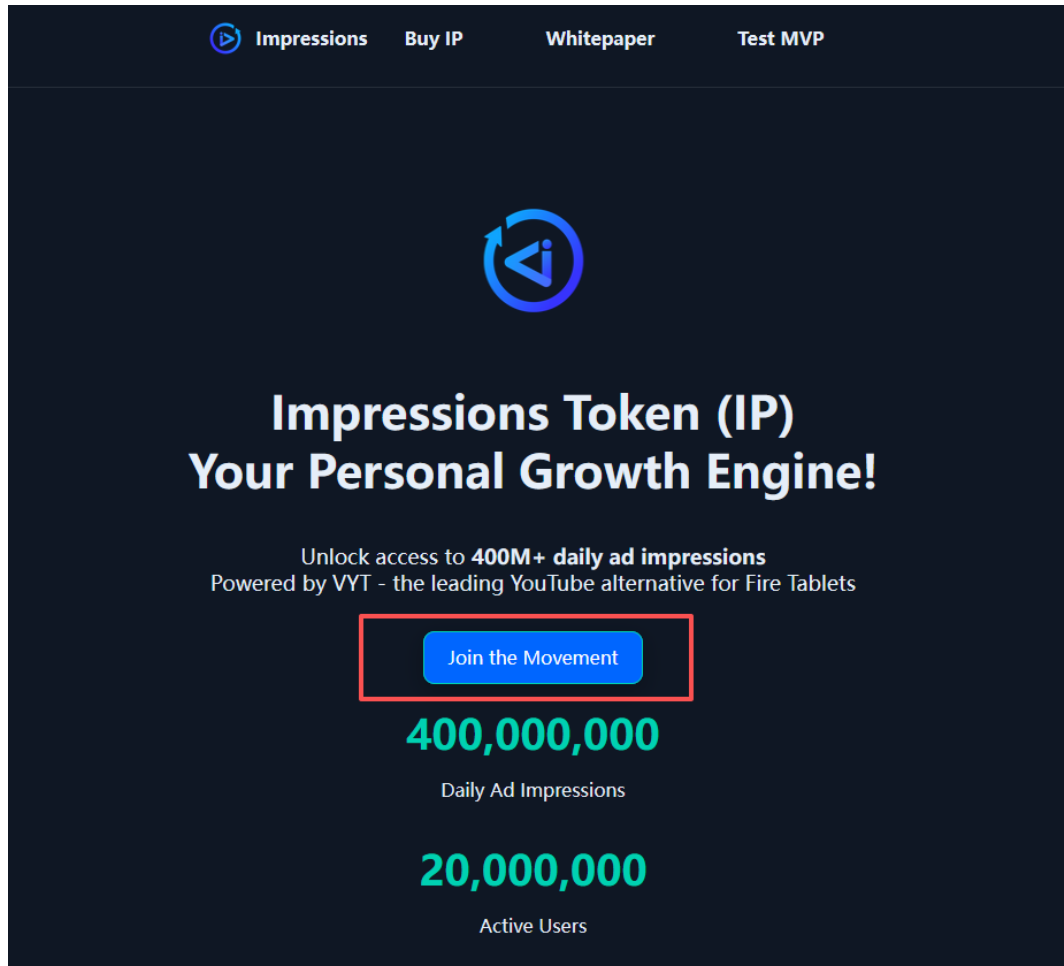 Impressions Buy IP Whitepaper Test MVP
Impressions Token (IP)
Your Personal Growth Engine!
Unlock access to 400M+ daily ad impressions
Powered by VYT - the leading YouTube alternative for Fire Tablets
Join the Movement
400,000,000
Daily Ad Impressions
20,000,000
Active Users